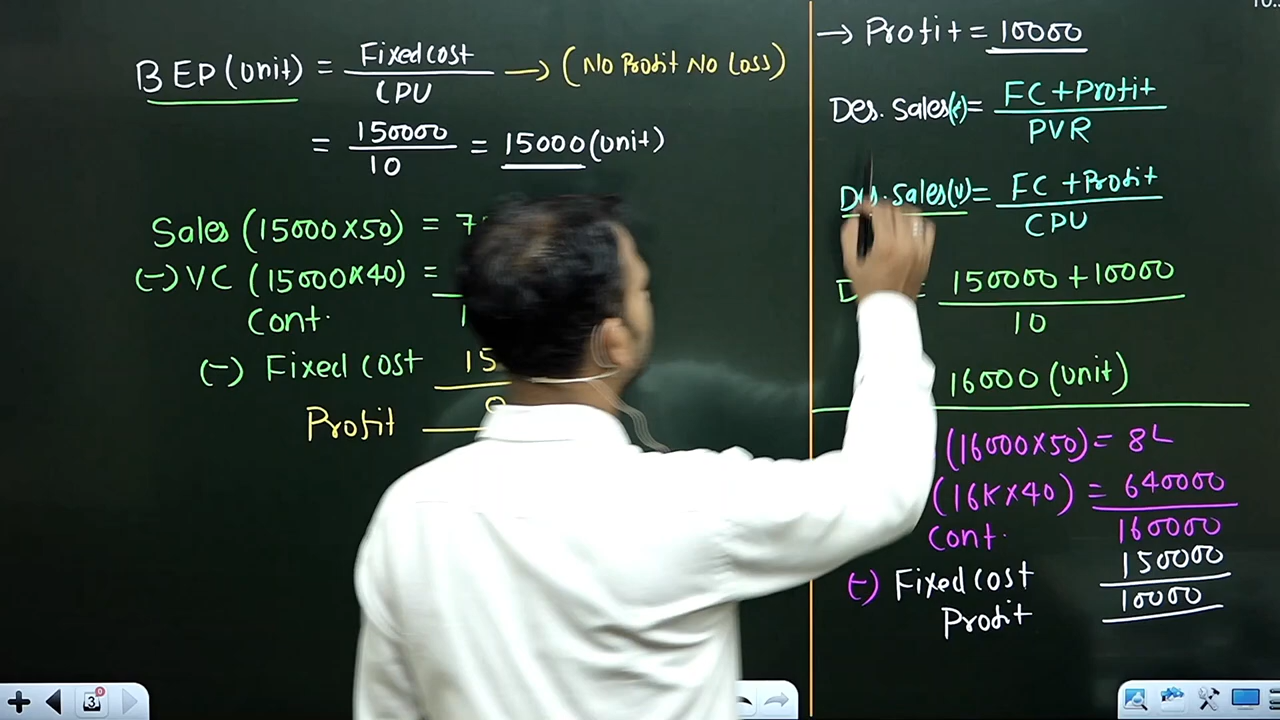 BEP (unit) = Fixed cost / CPU → (No Profit No Loss)
= 150000 / 10 = 15000 (unit)
Sales (15000×50) = 7
(-) VC (15000×40) =
Cont.
(-) Fixed cost 15
Profit 0
→ Profit = 10000
Des. Sales(₹) = FC + Profit / PVR
Des. Sales(U) = FC + Profit / CPU
= 150000 + 10000 / 10
16000 (unit)
(16000×50) = 8L
(16K×40) = 640000
Cont. 160000
(-) Fixed cost 150000
Profit 10000
3